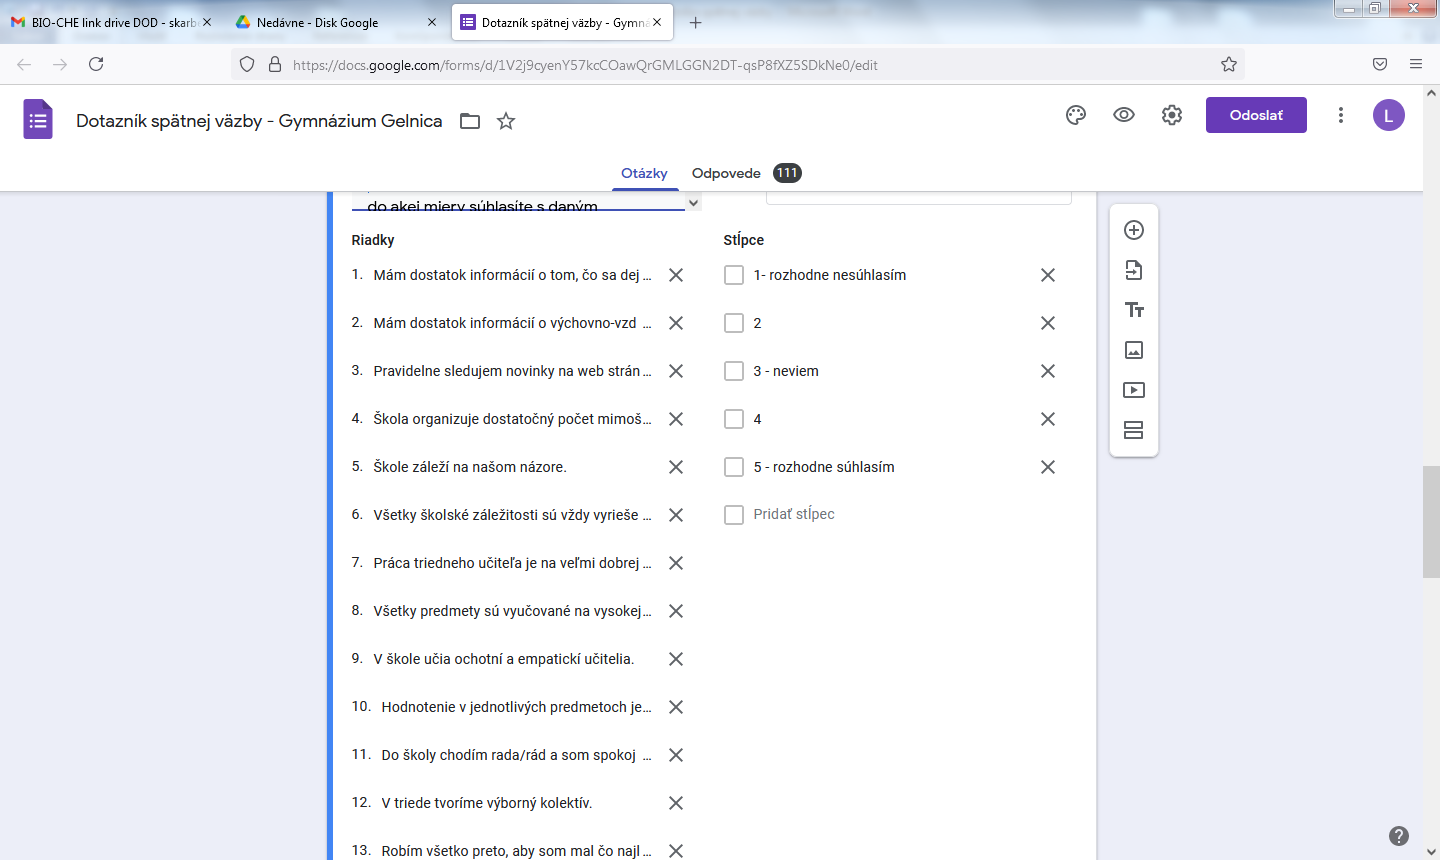 BIO-CHE link drive DOD - skarb
Nedávne - Disk Google
Dotazník spätnej väzby - Gymná
https://docs.google.com/forms/d/1V2j9cyenY57kcCOawQrGMLGGN2DT-qsP8fXZ5SDkNe0/edit
Dotazník spätnej väzby - Gymnázium Gelnica
Odoslať
L
Otázky
Odpovede 111
do akej miery súhlasíte s daným
Riadky
Stĺpce
1. Mám dostatok informácií o tom, čo sa dej ...
1- rozhodne nesúhlasím
2. Mám dostatok informácií o výchovno-vzd ...
2
3. Pravidelne sledujem novinky na web strán ...
3 - neviem
4. Škola organizuje dostatočný počet mimoš...
4
5. Škole záleží na našom názore.
5 - rozhodne súhlasím
6. Všetky školské záležitosti sú vždy vyrieše ...
Pridať stĺpec
7. Práca triedneho učiteľa je na veľmi dobrej ...
8. Všetky predmety sú vyučované na vysokej...
9. V škole učia ochotní a empatickí učitelia.
10. Hodnotenie v jednotlivých predmetoch je...
11. Do školy chodím rada/rád a som spokoj ...
12. V triede tvoríme výborný kolektív.
13. Robím všetko preto, aby som mal čo najl ...